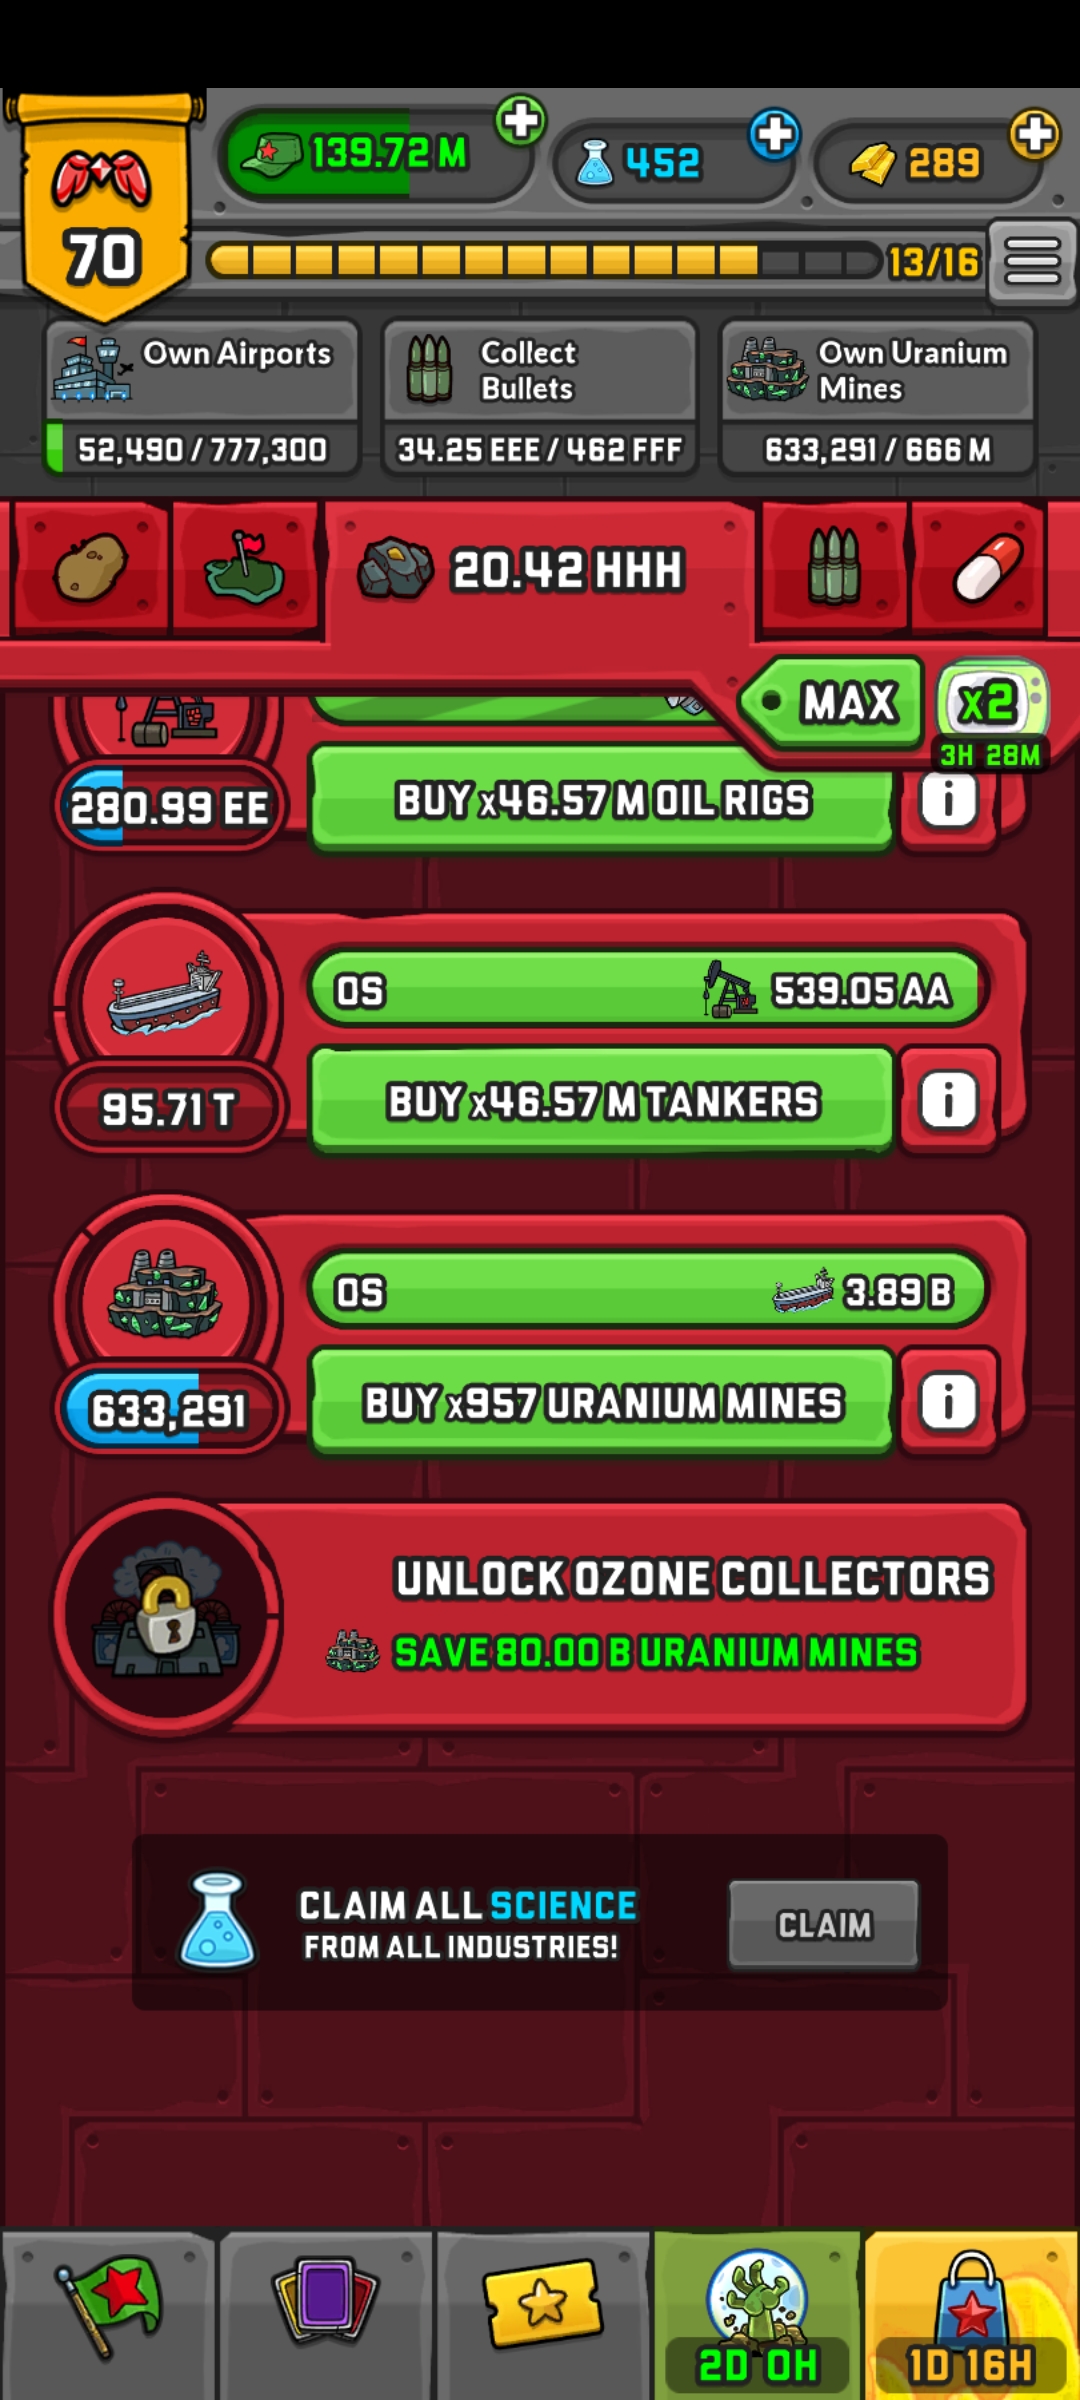 139.72 M
452
289
70
13/16
Own Airports
52,490 / 777,300
Collect
Bullets
34.25 EEE / 462 FFF
Own Uranium
Mines
633,291 / 666 M
20.42 HHH
MAX
x2
3H 28M
280.99 EE
BUY x46.57 M OIL RIGS
i
0S
539.05 AA
95.71 T
BUY x46.57 M TANKERS
i
0S
3.89 B
633,291
BUY x957 URANIUM MINES
i
UNLOCK OZONE COLLECTORS
SAVE 80.00 B URANIUM MINES
CLAIM ALL SCIENCE
FROM ALL INDUSTRIES!
CLAIM
2D 0H
1D 16H